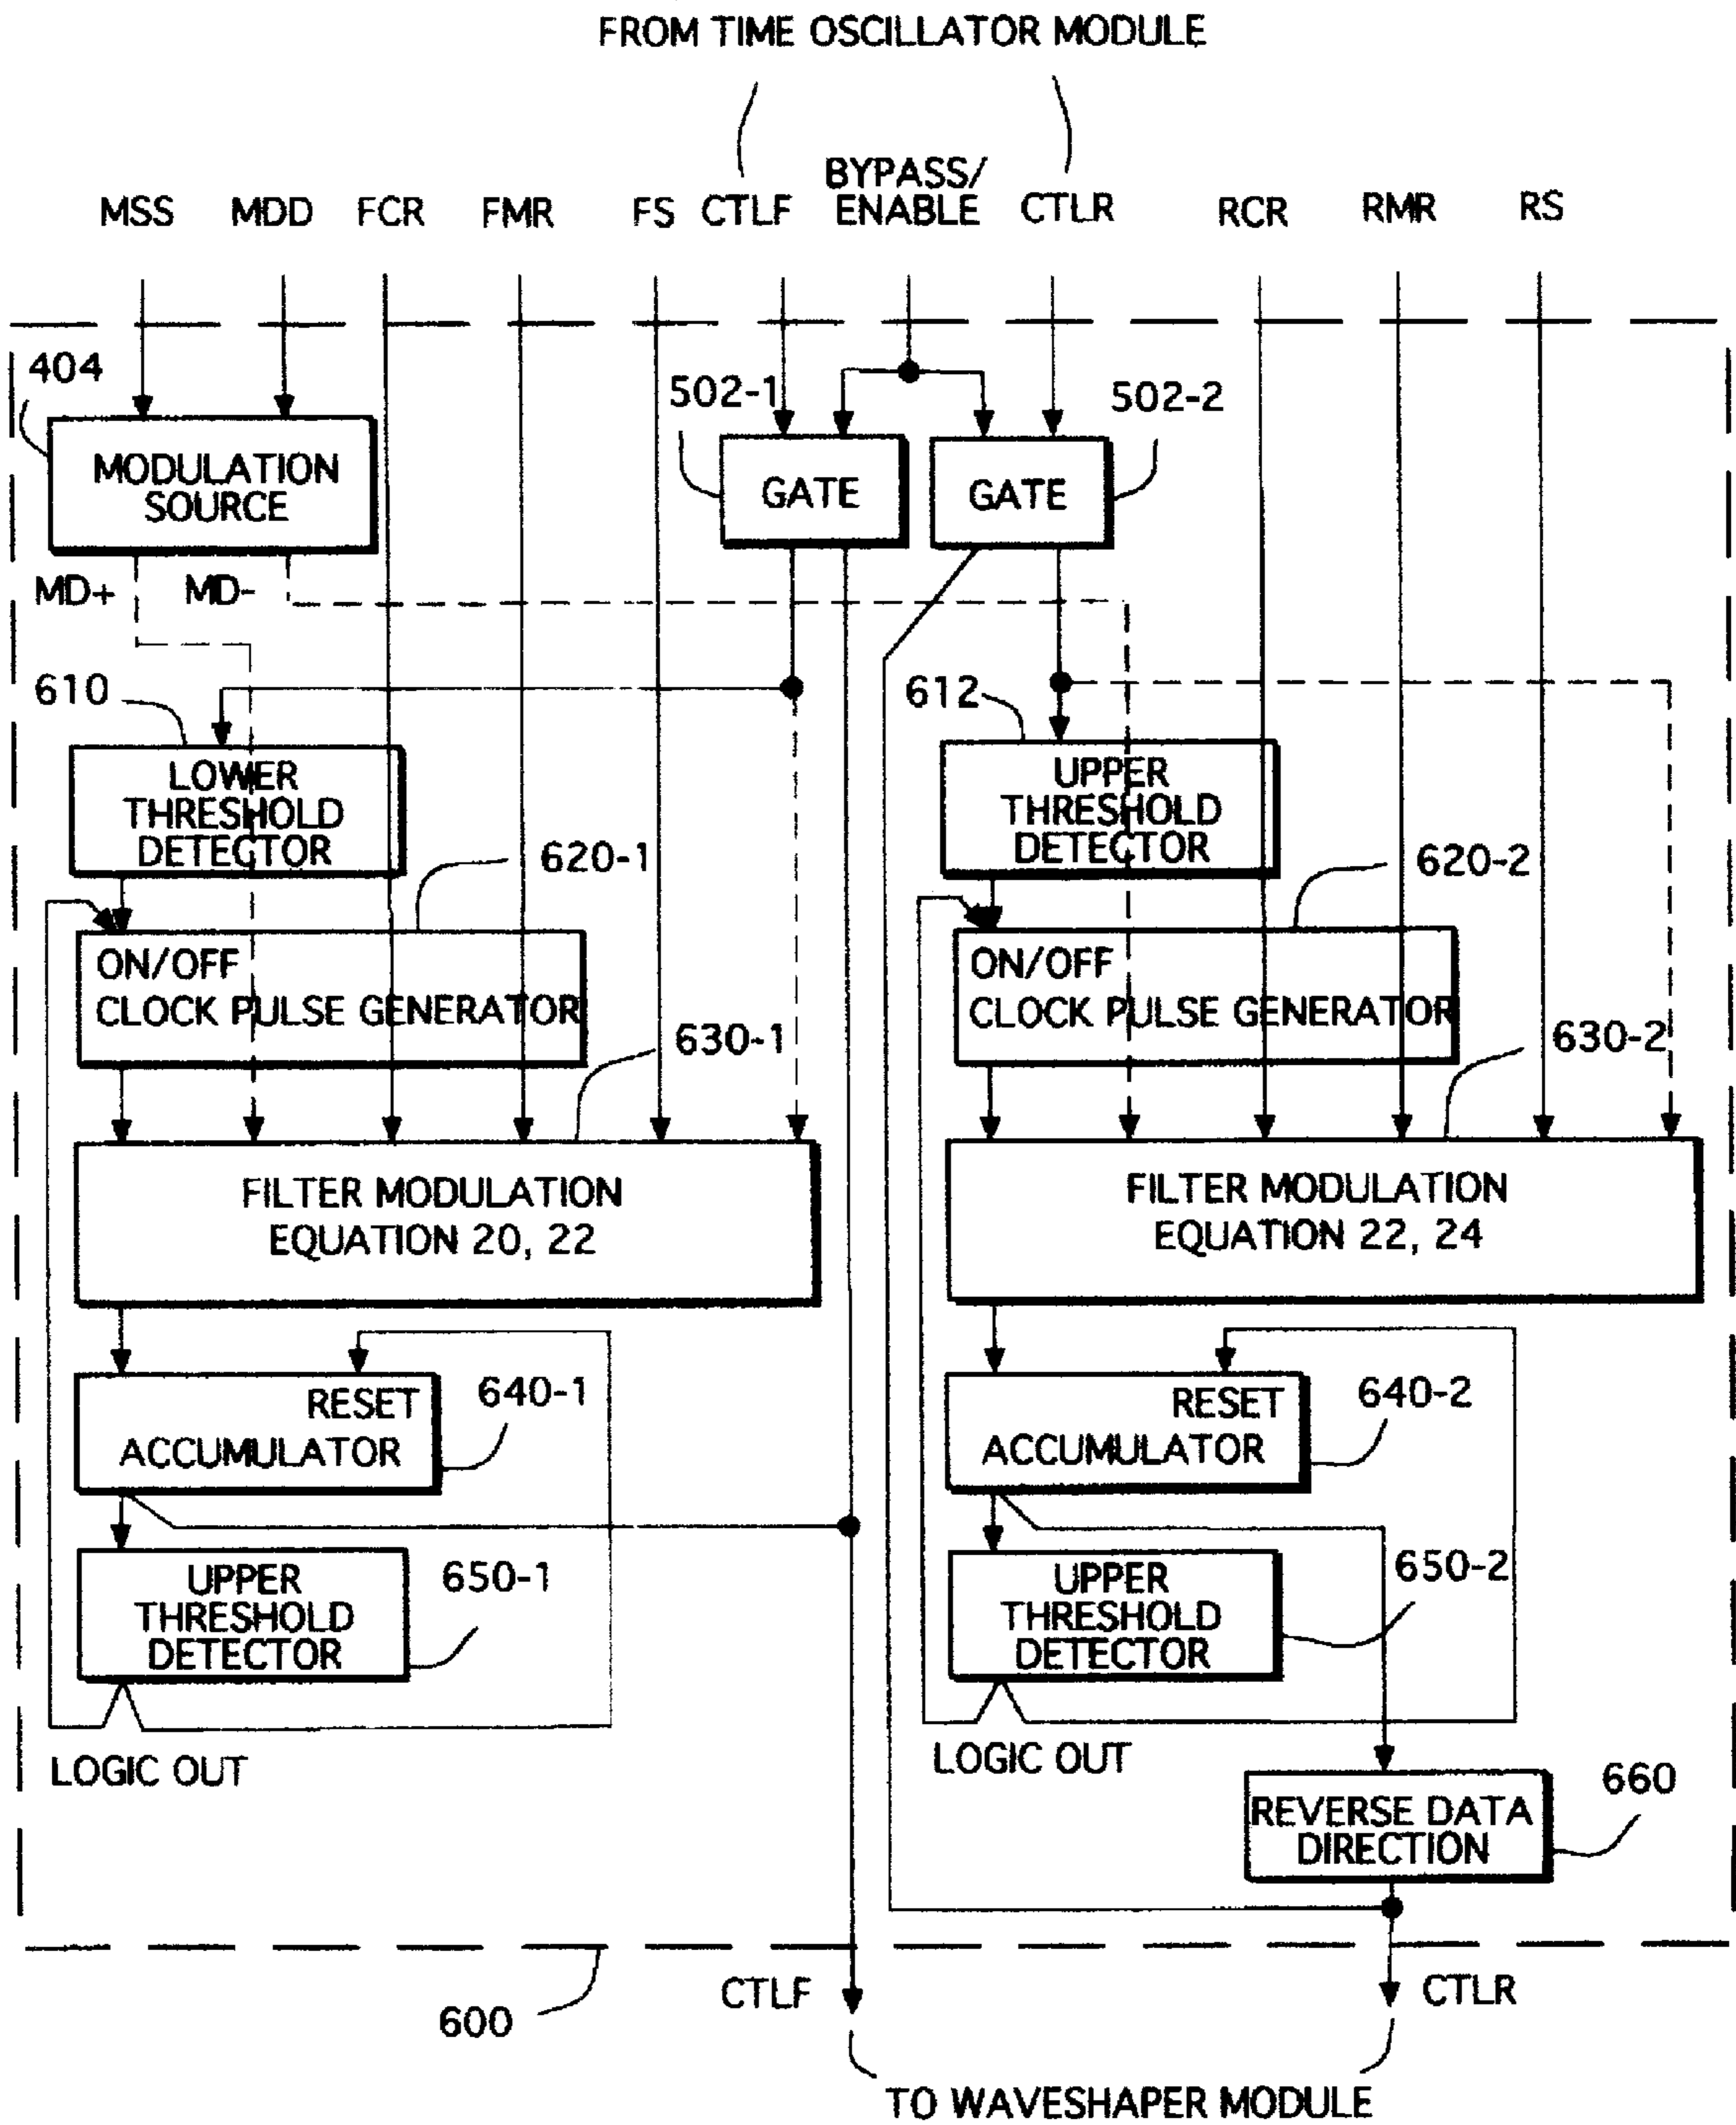 FROM TIME OSCILLATOR MODULE
BYPASS/
MSS MDD FCR FMR FS CTLF ENABLE CTLR RCR RMR RS
404
502-1
502-2
MODULATION
SOURCE
GATE
GATE
MD+ MD-
610
612
LOWER
THRESHOLD
DETECTOR
UPPER
THRESHOLD
DETECTOR
620-1
620-2
ON/OFF
CLOCK PULSE GENERATOR
ON/OFF
CLOCK PULSE GENERATOR
630-1
630-2
FILTER MODULATION
EQUATION 20, 22
FILTER MODULATION
EQUATION 22, 24
RESET
ACCUMULATOR
640-1
RESET
ACCUMULATOR
640-2
UPPER
THRESHOLD
DETECTOR
650-1
UPPER
THRESHOLD
DETECTOR
650-2
LOGIC OUT
LOGIC OUT
660
REVERSE DATA
DIRECTION
600
CTLF
CTLR
TO WAVESHAPER MODULE